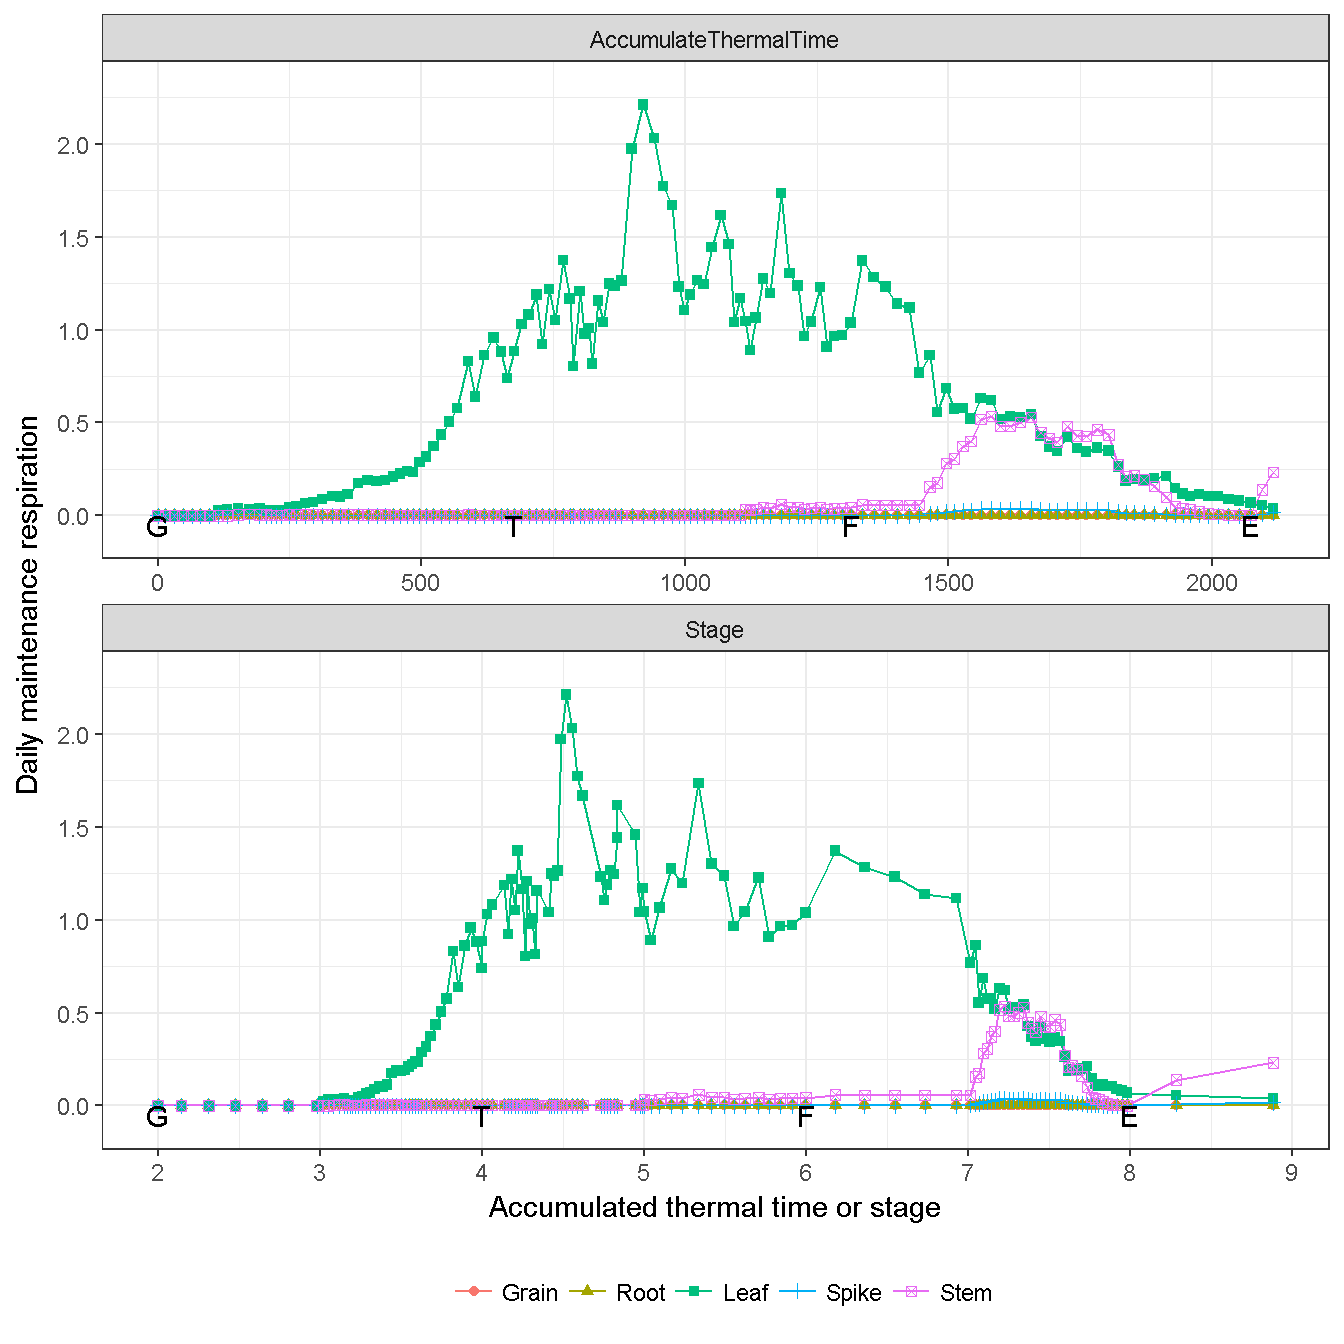 AccumulateThermalTime
Daily maintenance respiration
2.0
1.5
1.0
0.5
0.0
G T F E
0 500 1000 1500 2000
Stage
2.0
1.5
1.0
0.5
0.0
G T F E
2 3 4 5 6 7 8 9
Accumulated thermal time or stage
Grain Root Leaf Spike Stem